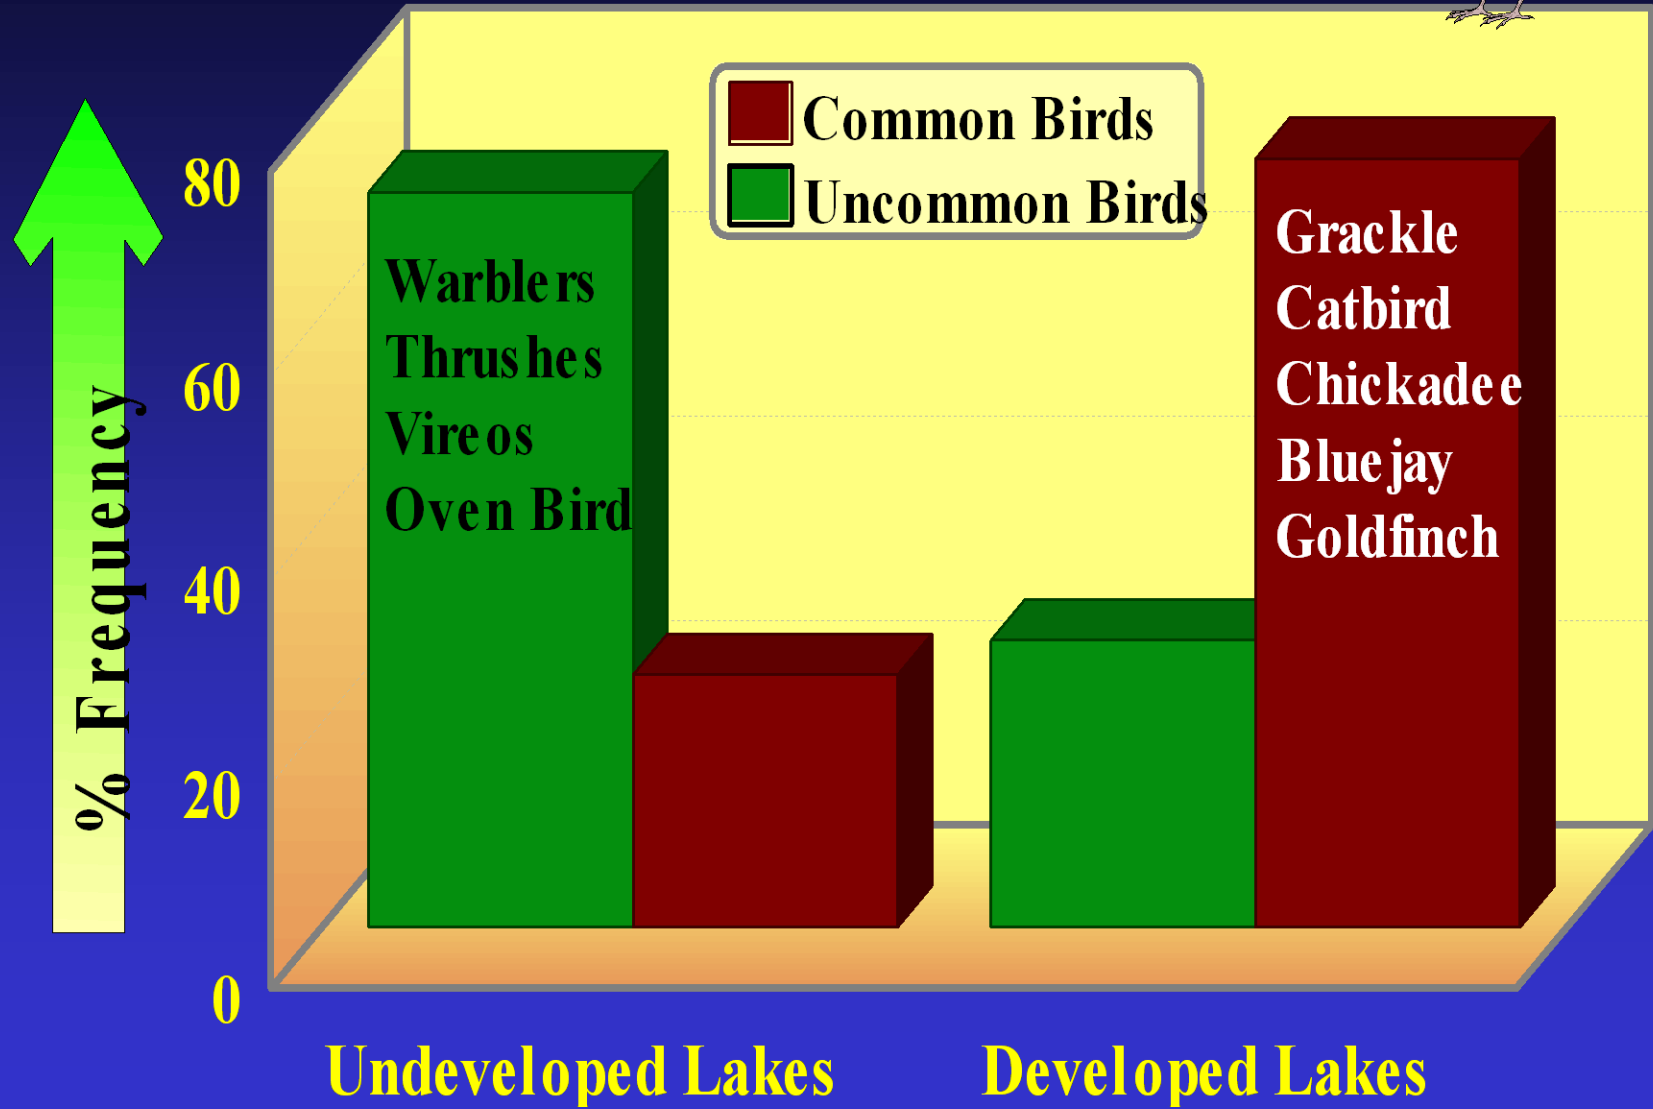 Common Birds
Uncommon Birds
% Frequency
80
60
40
20
0
Warblers
Thrushes
Vireos
Oven Bird
Grackle
Catbird
Chickadee
Bluejay
Goldfinch
Undeveloped Lakes
Developed Lakes